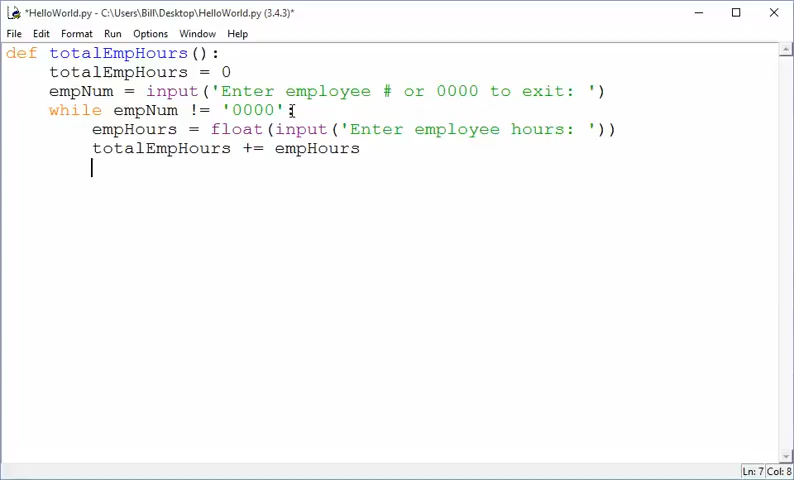 *HelloWorld.py - C:\Users\Bill\Desktop\HelloWorld.py (3.4.3)*
File Edit Format Run Options Window Help
def totalEmpHours():
    totalEmpHours = 0
    empNum = input('Enter employee # or 0000 to exit: ')
    while empNum != '0000':
        empHours = float(input('Enter employee hours: '))
        totalEmpHours += empHours
Ln: 7 Col: 8